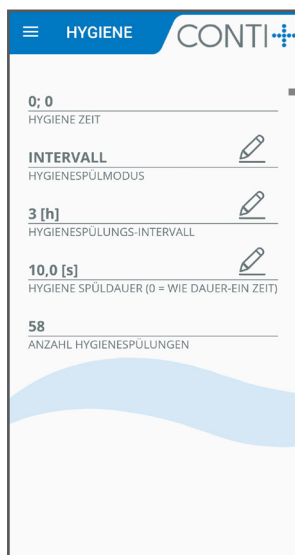 HYGIENE CONTI+
0; 0
HYGIENE ZEIT
INTERVALL
HYGIENESPÜLMODUS
3 [h]
HYGIENESPÜLUNGS-INTERVALL
10,0 [s]
HYGIENE SPÜLDAUER (0 = WIE DAUER-EIN ZEIT)
58
ANZAHL HYGIENESPÜLUNGEN